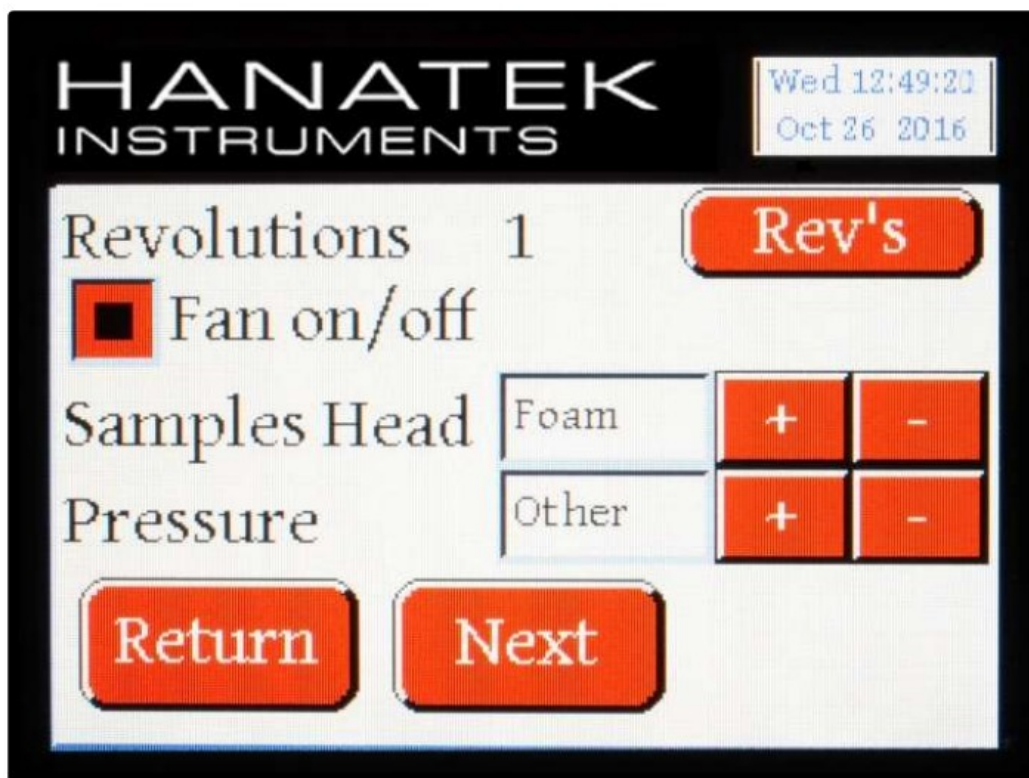 HANATEK
INSTRUMENTS
Wed 12:49:20
Oct 26 2016
Revolutions 1 Rev's
Fan on/off
Samples Head Foam + -
Pressure Other + -
Return Next